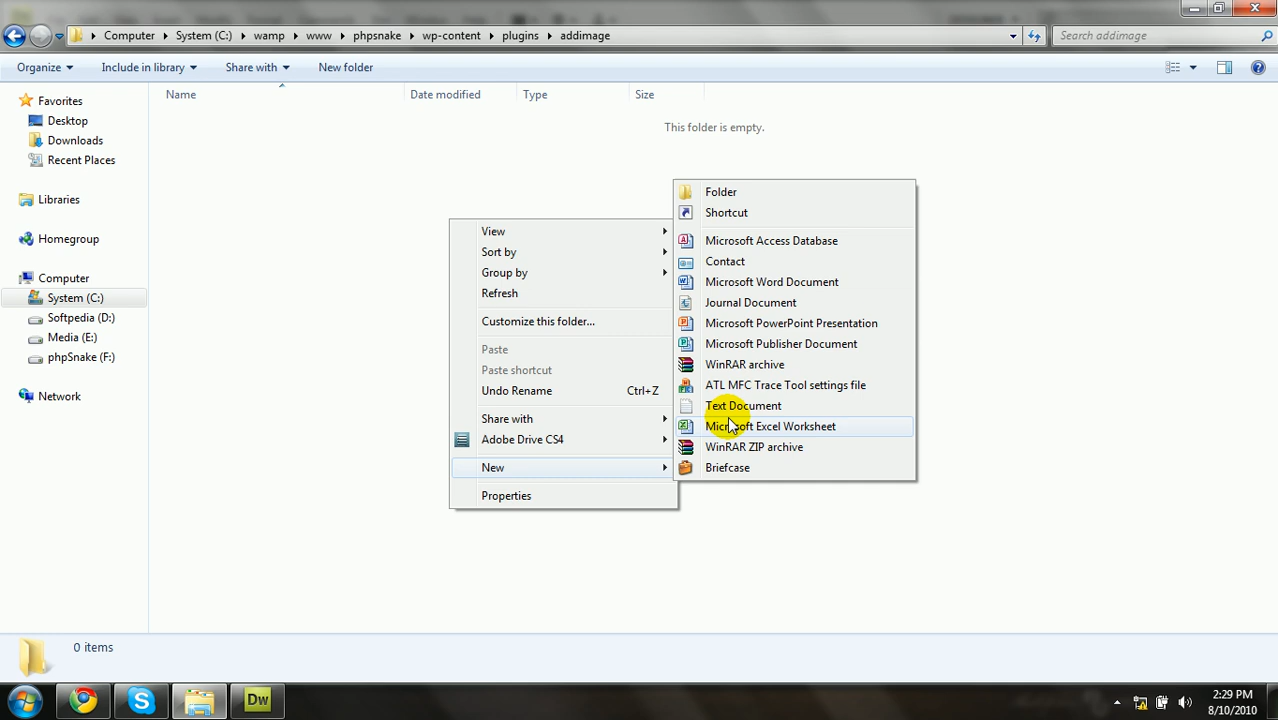 Computer System (C:) wamp www phpsnake wp-content plugins addimage Search addimage
Organize Include in library Share with New folder
Name Date modified Type Size
This folder is empty.
Favorites
Desktop
Downloads
Recent Places
Libraries
Homegroup
Computer
System (C:)
Softpedia (D:)
Media (E:)
phpSnake (F:)
Network
View
Sort by
Group by
Refresh
Customize this folder...
Paste
Paste shortcut
Undo Rename Ctrl+Z
Share with
Adobe Drive CS4
New
Properties
Folder
Shortcut
Microsoft Access Database
Contact
Microsoft Word Document
Journal Document
Microsoft PowerPoint Presentation
Microsoft Publisher Document
WinRAR archive
ATL MFC Trace Tool settings file
Text Document
Microsoft Excel Worksheet
WinRAR ZIP archive
Briefcase
0 items
Dw
2:29 PM
8/10/2010